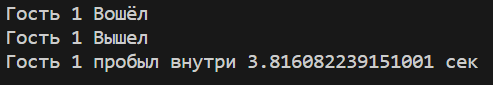 Гость 1 Вошёл
Гость 1 Вышел
Гость 1 пробыл внутри 3.816082239151001 сек